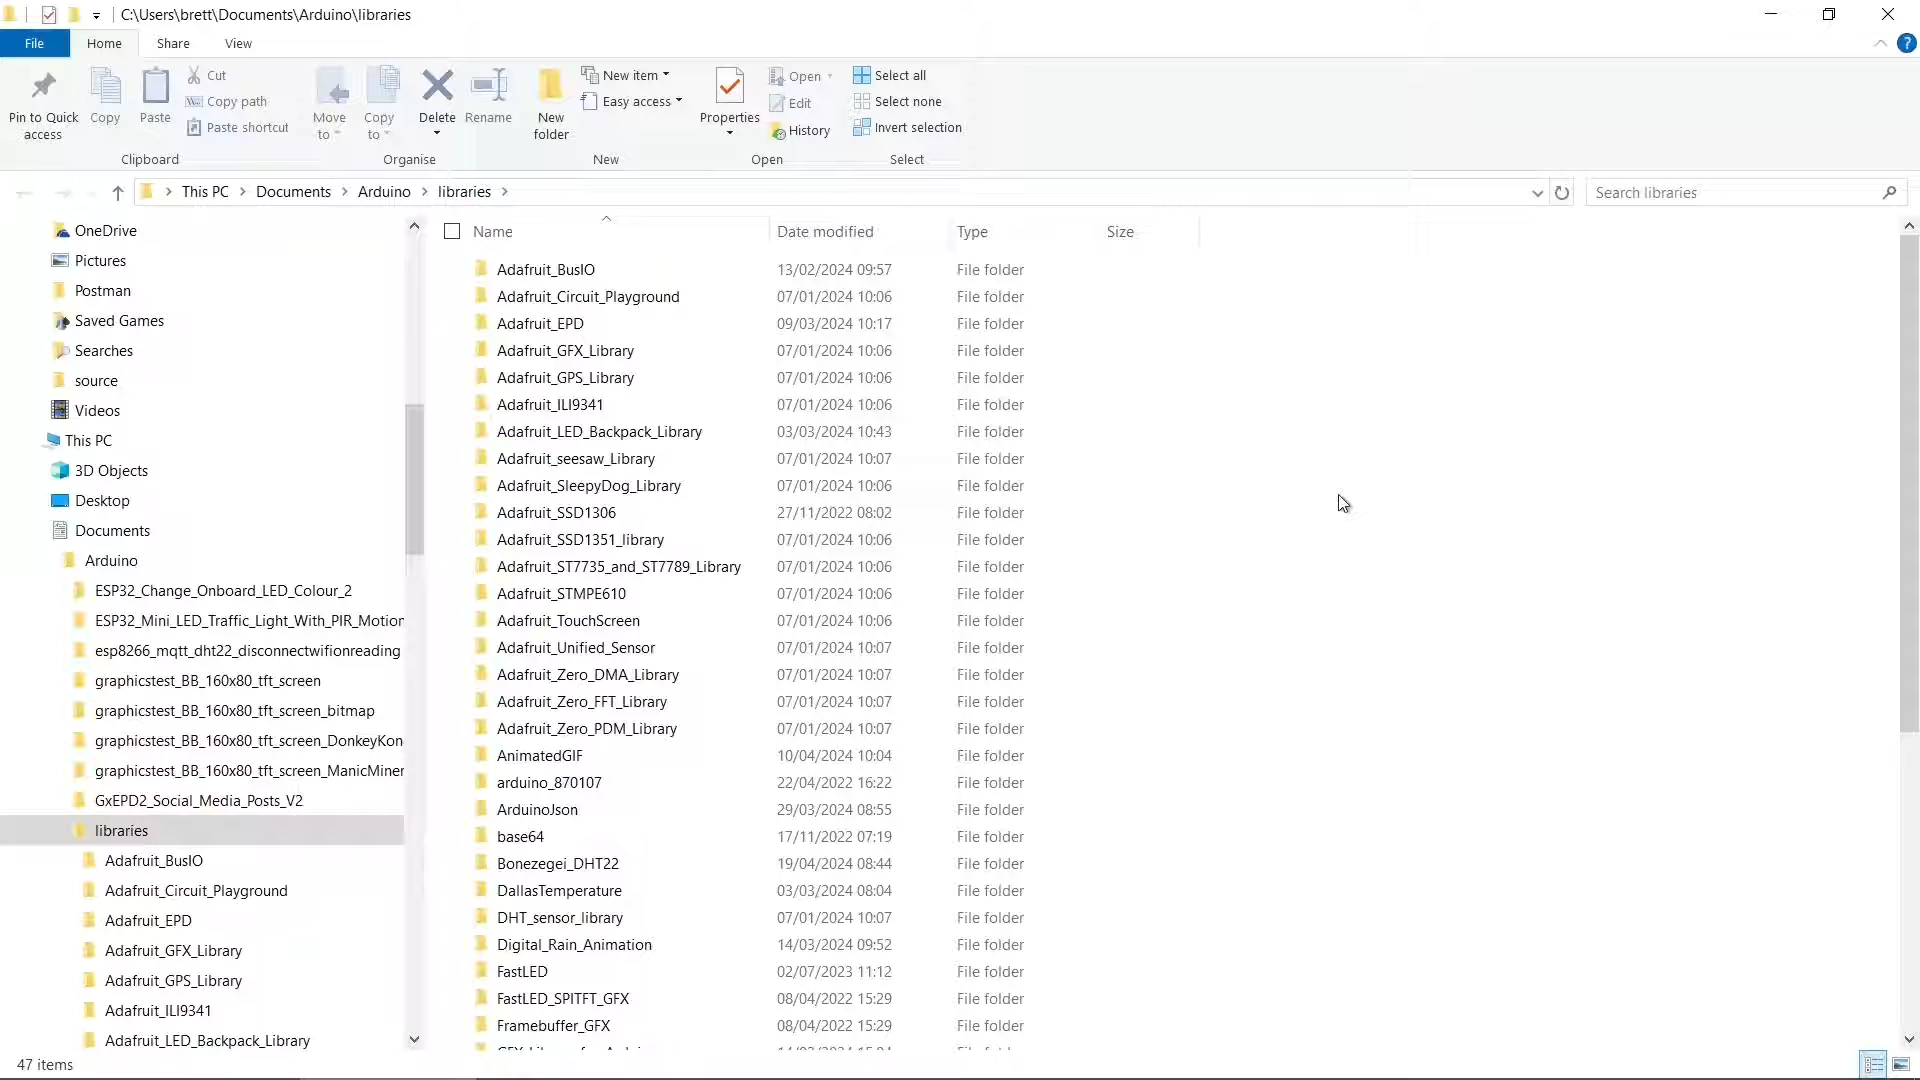 C:\Users\brett\Documents\Arduino\libraries
File Home Share View
Pin to Quick access
Copy
Paste
Cut
Copy path
Paste shortcut
Clipboard
Move to
Copy to
Delete
Rename
Organise
New folder
New item
Easy access
New
Properties
Open
Edit
History
Open
Select all
Select none
Invert selection
Select
This PC Documents Arduino libraries
Search libraries
OneDrive
Pictures
Postman
Saved Games
Searches
source
Videos
This PC
3D Objects
Desktop
Documents
Arduino
ESP32_Change_Onboard_LED_Colour_2
ESP32_Mini_LED_Traffic_Light_With_PIR_Motion
esp8266_mqtt_dht22_disconnectwifionreading
graphicstest_BB_160x80_tft_screen
graphicstest_BB_160x80_tft_screen_bitmap
graphicstest_BB_160x80_tft_screen_DonkeyKon
graphicstest_BB_160x80_tft_screen_ManicMiner
GxEPD2_Social_Media_Posts_V2
libraries
Adafruit_BusIO
Adafruit_Circuit_Playground
Adafruit_EPD
Adafruit_GFX_Library
Adafruit_GPS_Library
Adafruit_ILI9341
Adafruit_LED_Backpack_Library
Name Date modified Type Size
Adafruit_BusIO 13/02/2024 09:57 File folder
Adafruit_Circuit_Playground 07/01/2024 10:06 File folder
Adafruit_EPD 09/03/2024 10:17 File folder
Adafruit_GFX_Library 07/01/2024 10:06 File folder
Adafruit_GPS_Library 07/01/2024 10:06 File folder
Adafruit_ILI9341 07/01/2024 10:06 File folder
Adafruit_LED_Backpack_Library 03/03/2024 10:43 File folder
Adafruit_seesaw_Library 07/01/2024 10:07 File folder
Adafruit_SleepyDog_Library 07/01/2024 10:06 File folder
Adafruit_SSD1306 27/11/2022 08:02 File folder
Adafruit_SSD1351_library 07/01/2024 10:06 File folder
Adafruit_ST7735_and_ST7789_Library 07/01/2024 10:06 File folder
Adafruit_STMPE610 07/01/2024 10:06 File folder
Adafruit_TouchScreen 07/01/2024 10:06 File folder
Adafruit_Unified_Sensor 07/01/2024 10:07 File folder
Adafruit_Zero_DMA_Library 07/01/2024 10:07 File folder
Adafruit_Zero_FFT_Library 07/01/2024 10:07 File folder
Adafruit_Zero_PDM_Library 07/01/2024 10:07 File folder
AnimatedGIF 10/04/2024 10:04 File folder
arduino_870107 22/04/2022 16:22 File folder
ArduinoJson 29/03/2024 08:55 File folder
base64 17/11/2022 07:19 File folder
Bonezegei_DHT22 19/04/2024 08:44 File folder
DallasTemperature 03/03/2024 08:04 File folder
DHT_sensor_library 07/01/2024 10:07 File folder
Digital_Rain_Animation 14/03/2024 09:52 File folder
FastLED 02/07/2023 11:12 File folder
FastLED_SPITFT_GFX 08/04/2022 15:29 File folder
Framebuffer_GFX 08/04/2022 15:29 File folder
47 items